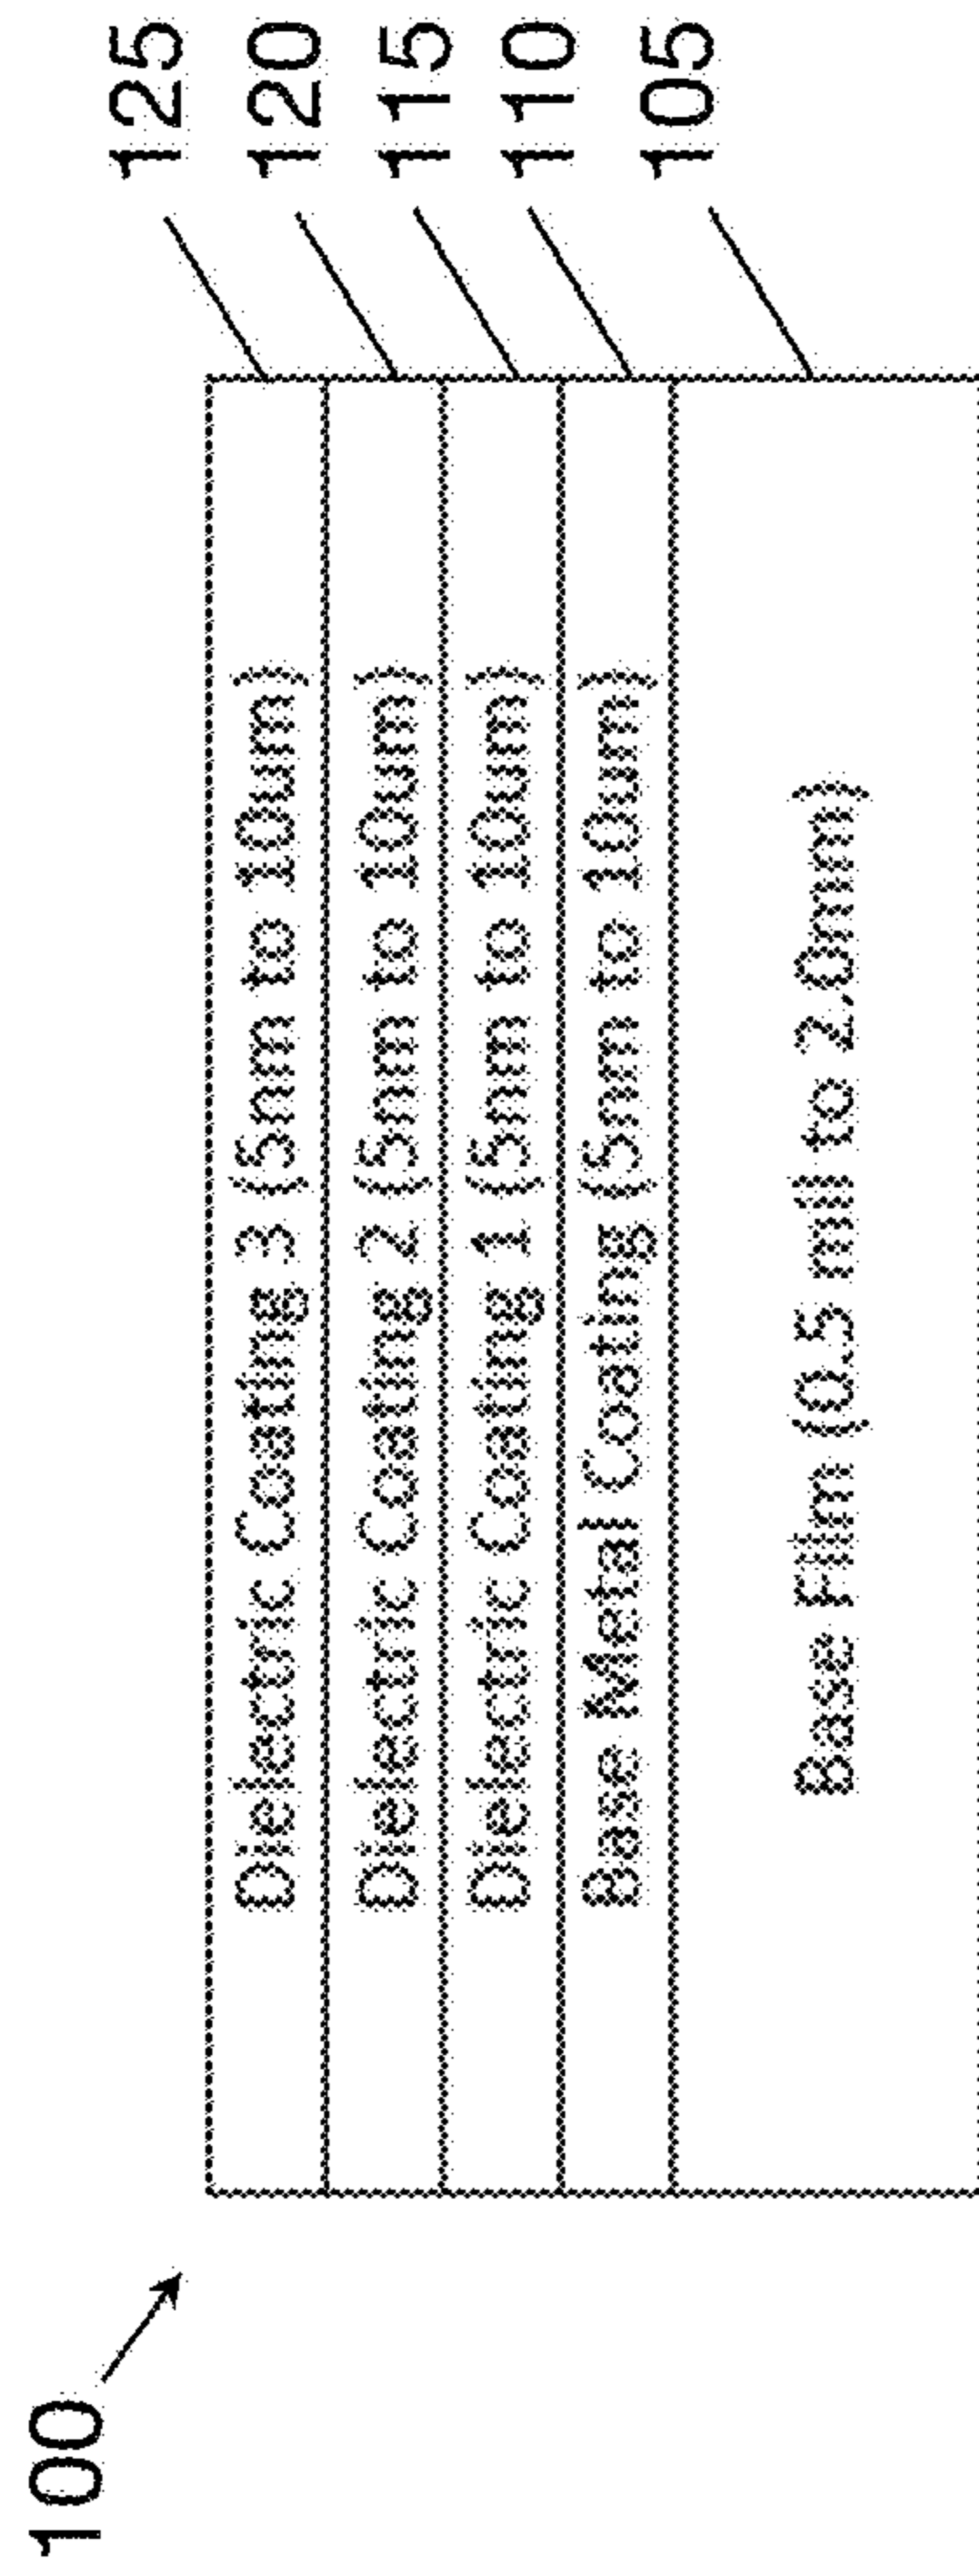 100
Dielectric Coating 3 (5nm to 10um) 125
Dielectric Coating 2 (5nm to 10um) 120
Dielectric Coating 1 (5nm to 10um) 115
Base Metal Coating (5nm to 10um) 110
Base Film (0.5 mil to 2.0mm) 105